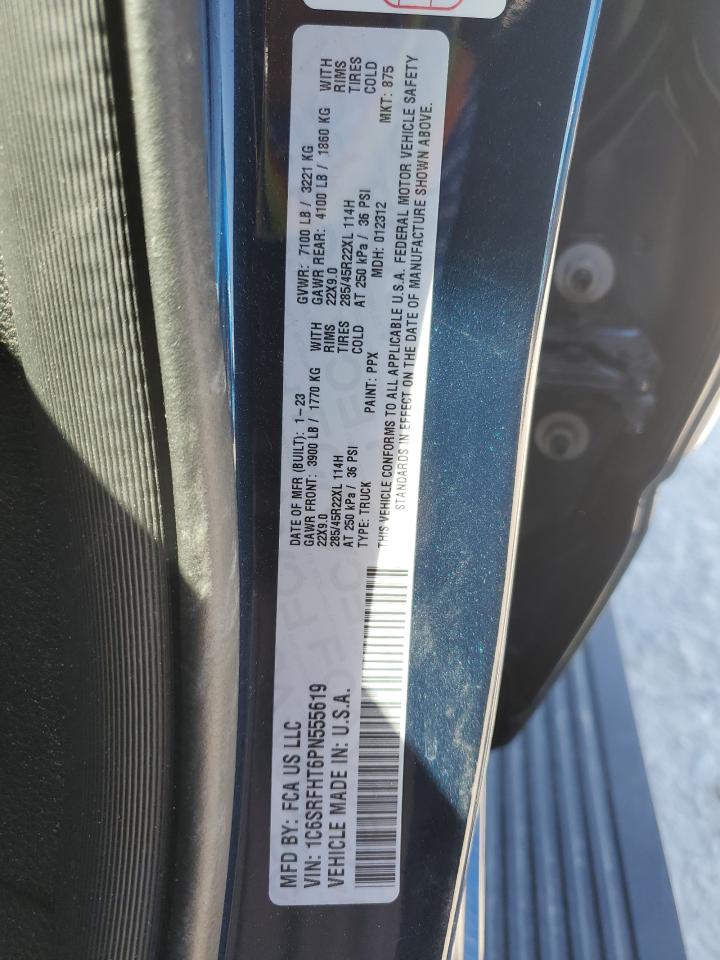 MFD BY: FCA US LLC
VIN: 1C6SRFHT6PN555619
VEHICLE MADE IN: U.S.A.
DATE OF MFR (BUILT): 1-23 GVWR: 7100 LB / 3221 KG
GAWR FRONT: 3900 LB / 1770 KG WITH GAWR REAR: 4100 LB / 1860 KG WITH
22X9.0 RIMS 22X9.0 RIMS
285/45R22XL 114H TIRES 285/45R22XL 114H TIRES
AT 250 kPa / 36 PSI COLD AT 250 kPa / 36 PSI COLD
TYPE: TRUCK PAINT: PPX MDH: 012312 MKT: 875
THIS VEHICLE CONFORMS TO ALL APPLICABLE U.S.A. FEDERAL MOTOR VEHICLE SAFETY
STANDARDS IN EFFECT ON THE DATE OF MANUFACTURE SHOWN ABOVE.